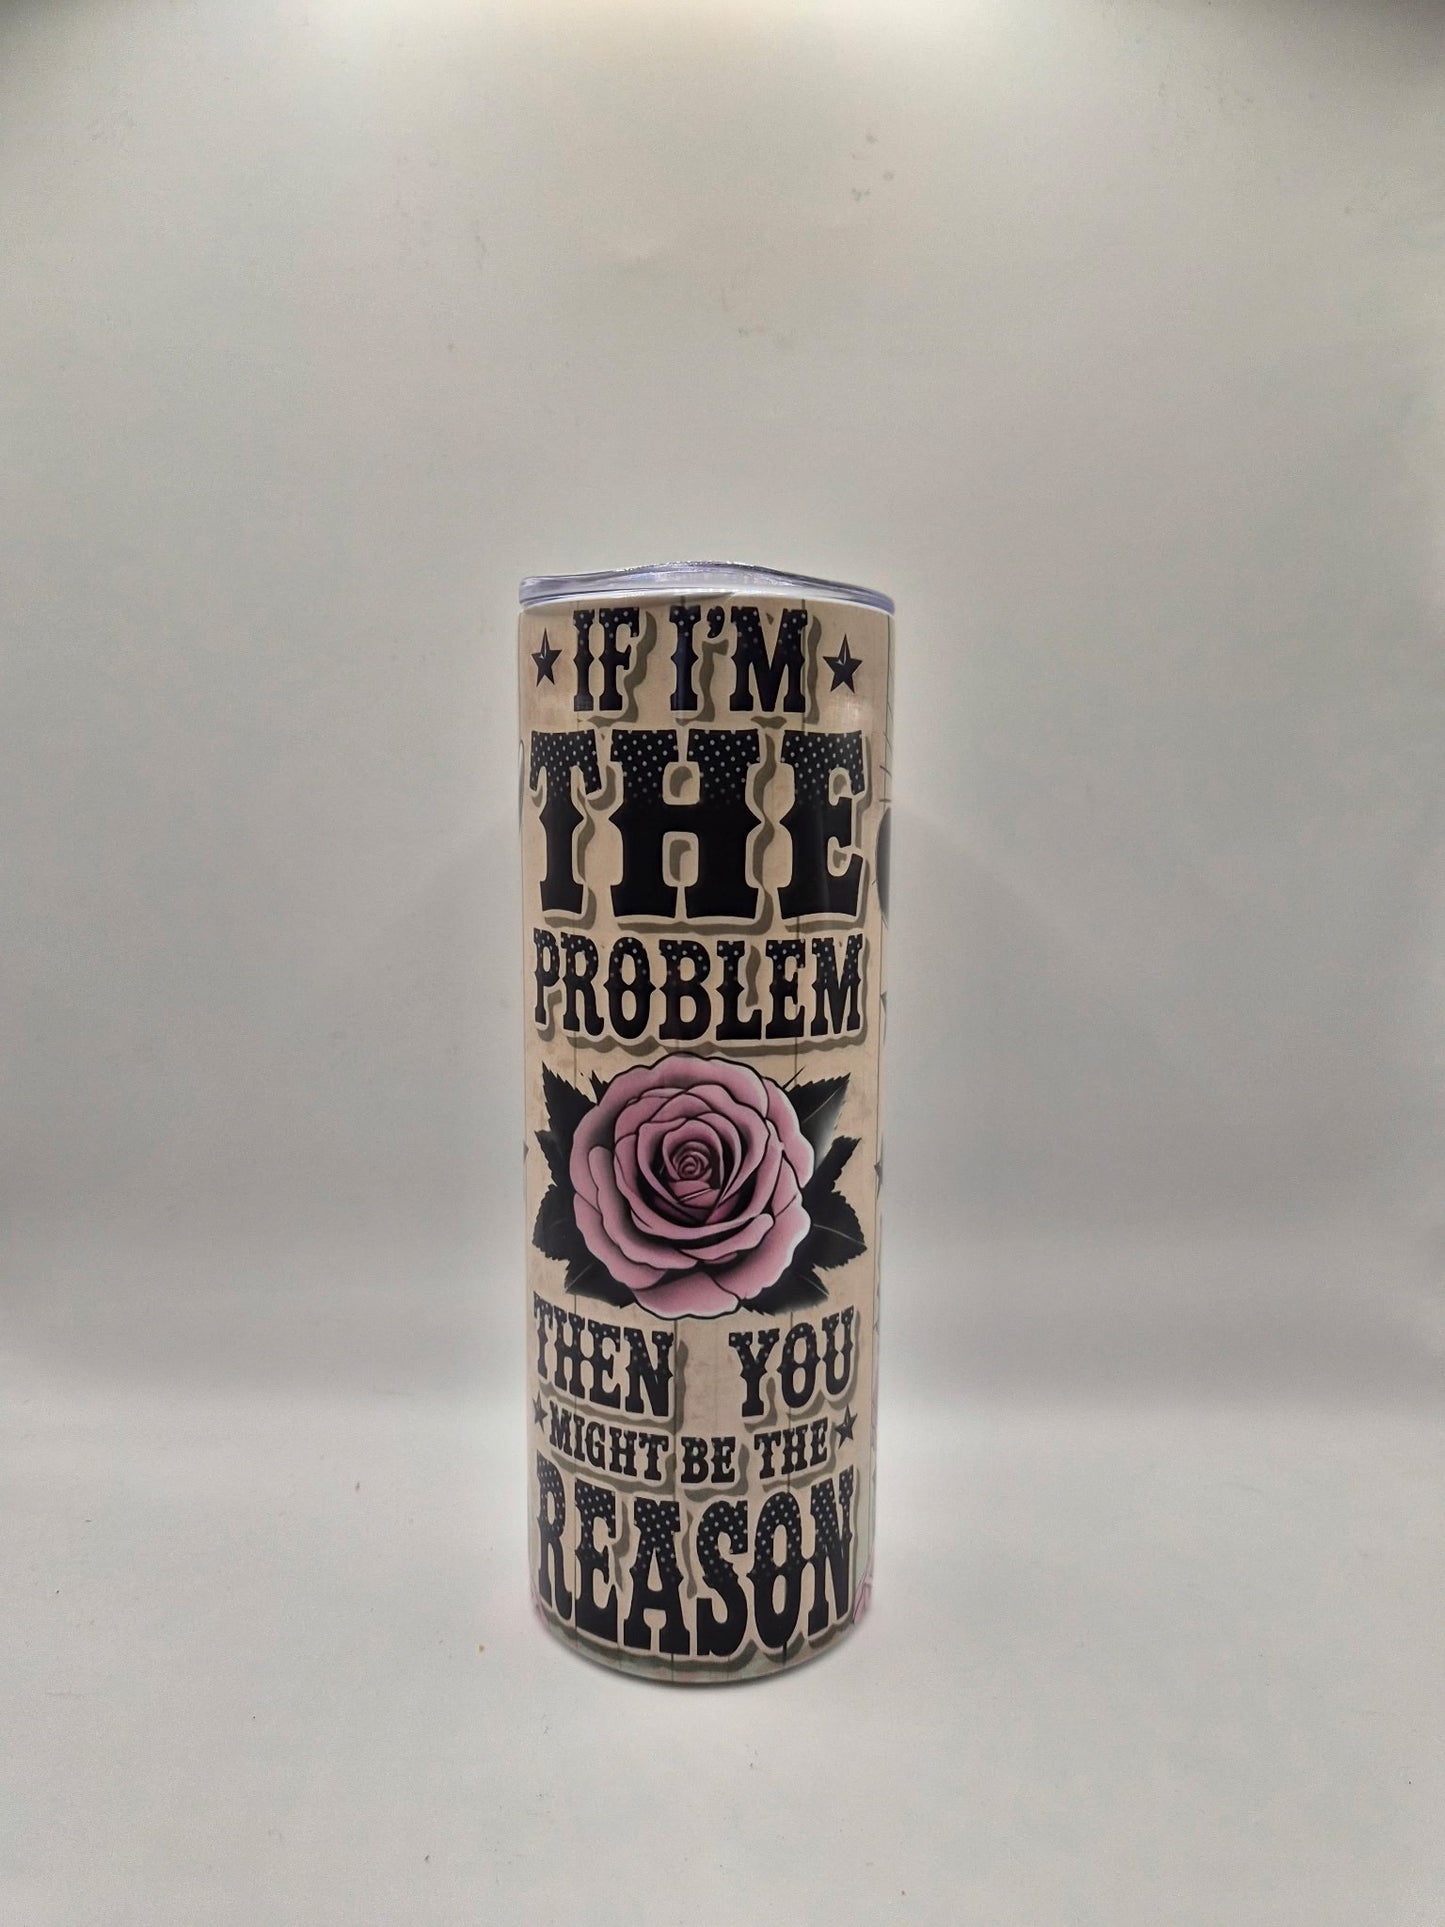 IF I'M
THE
PROBLEM
THEN YOU
MIGHT BE THE
REASON